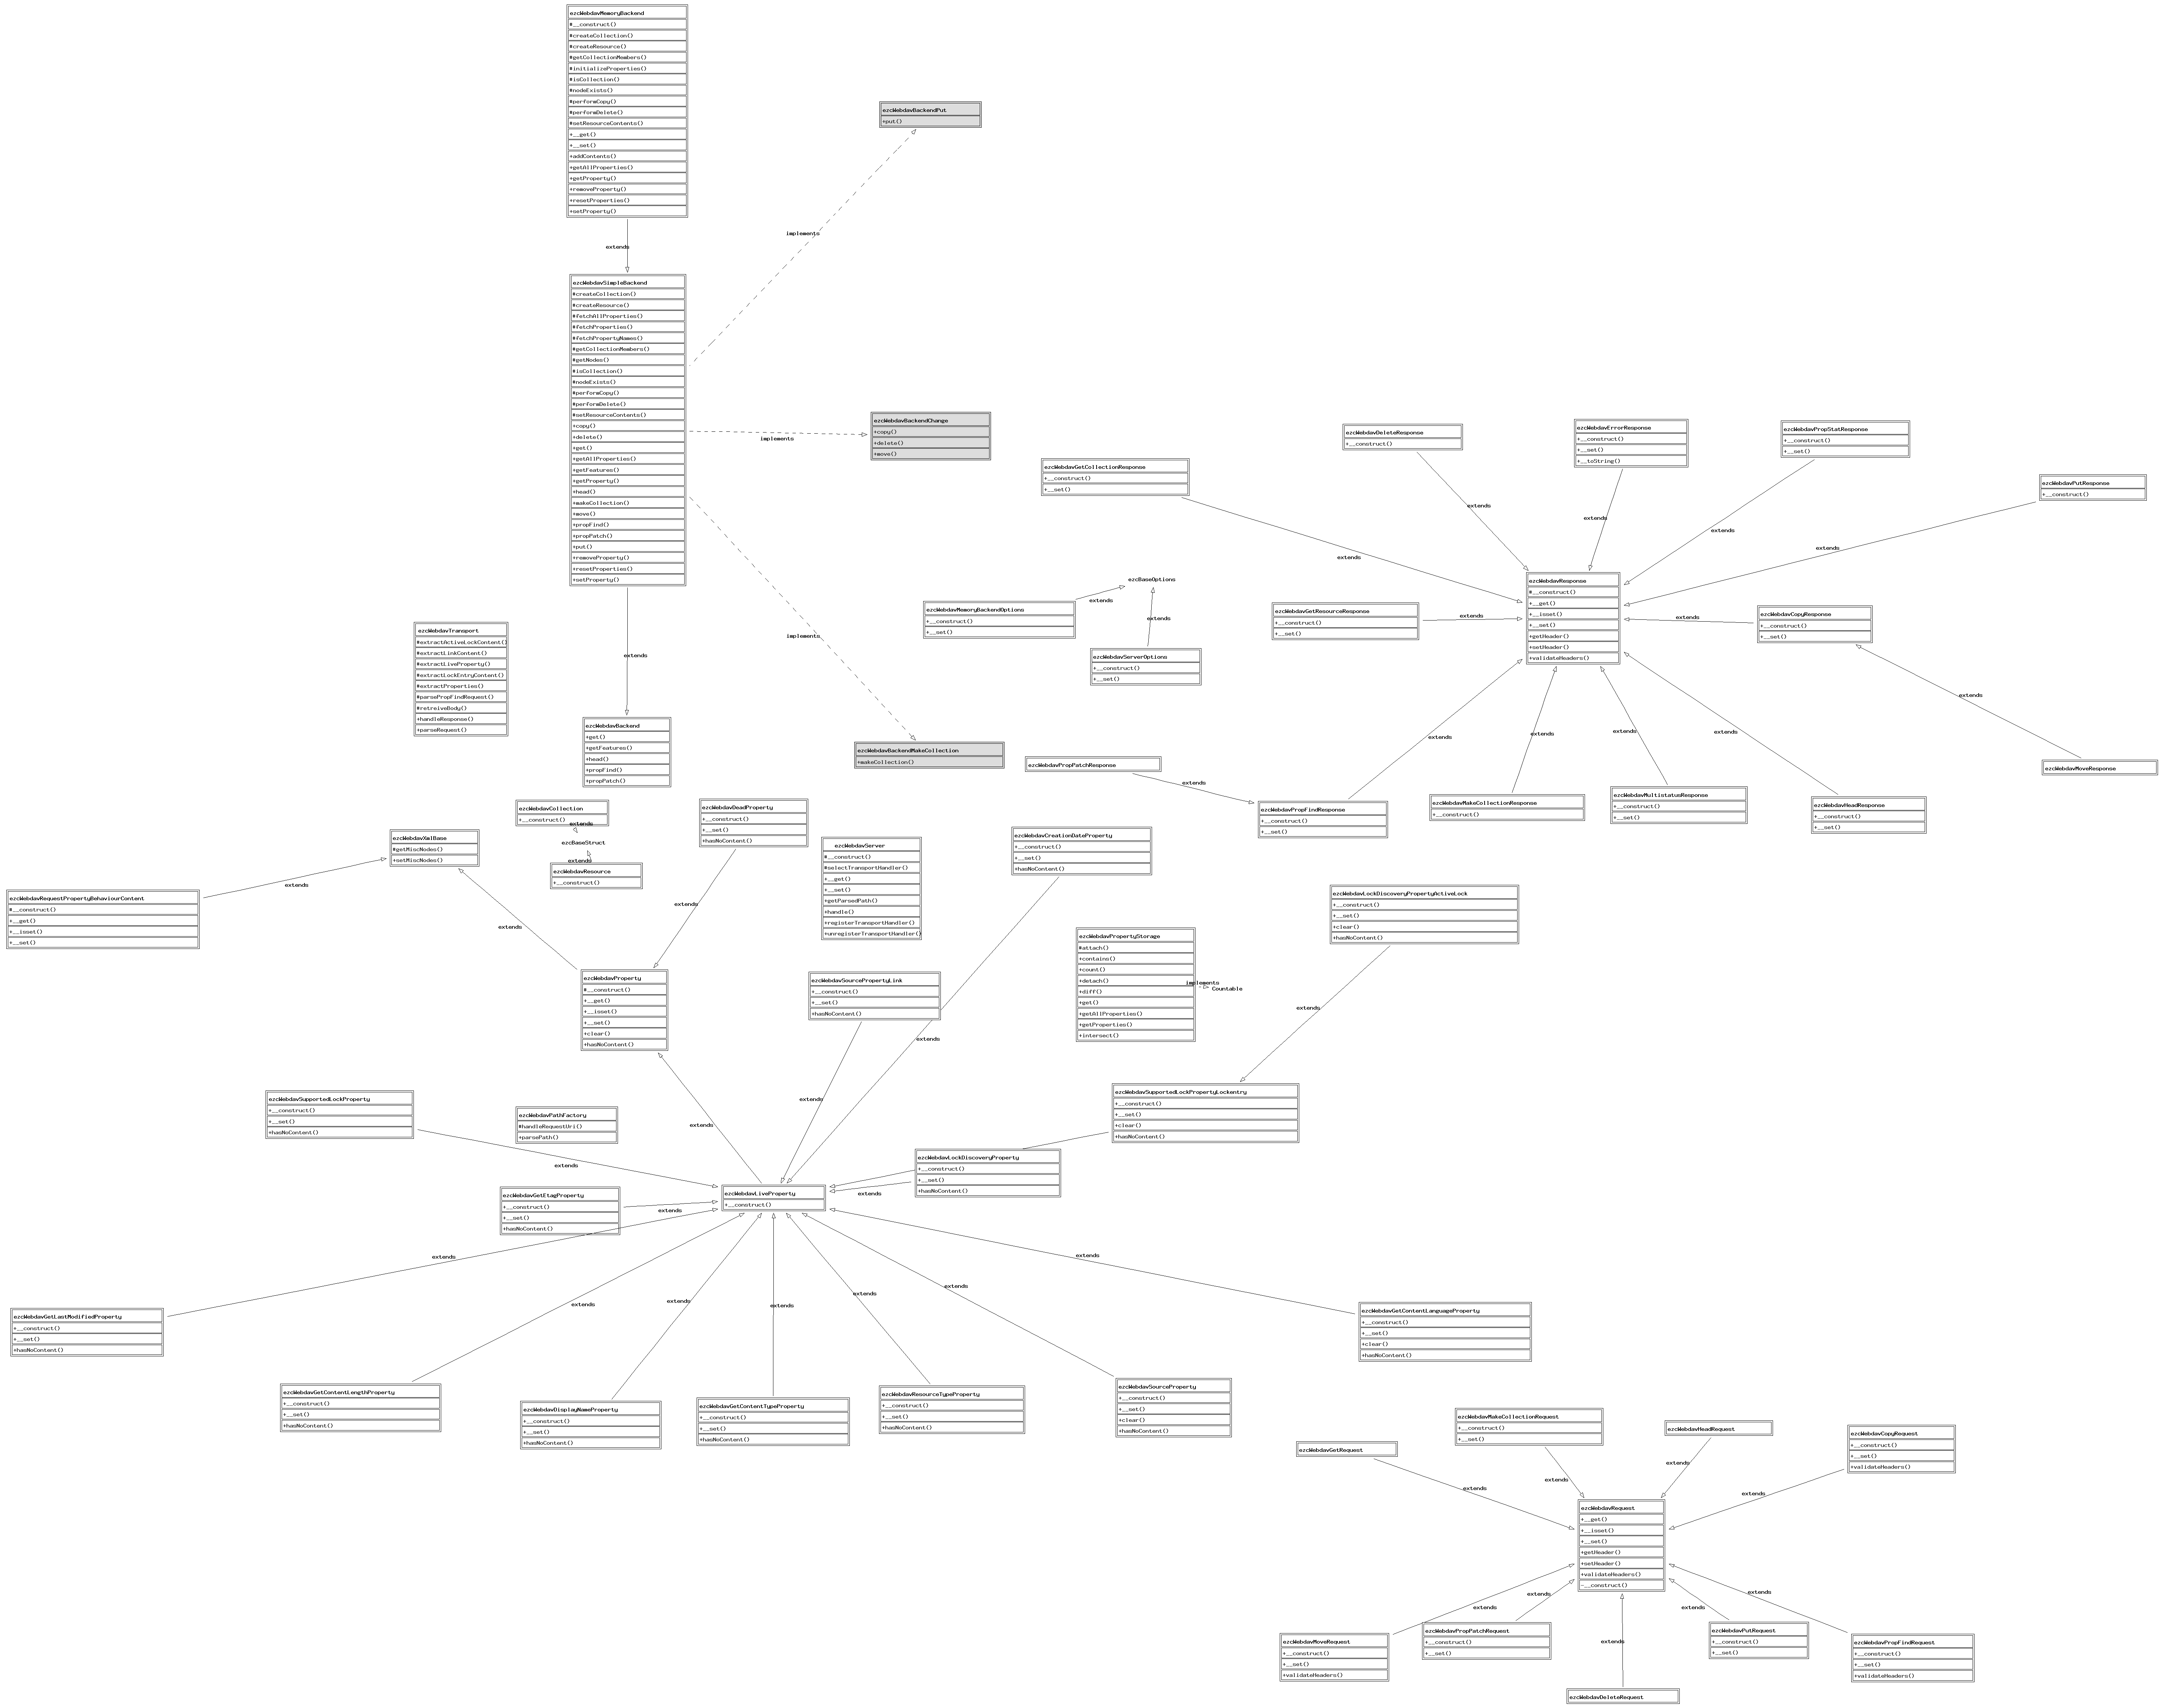 ezcWebdavMemoryBackend
#__construct()
#createCollection()
#createResource()
#getCollectionMembers()
#initializeProperties()
#isCollection()
#nodeExists()
#performCopy()
#performDelete()
#setResourceContents()
+__get()
+__set()
+addContents()
+getAllProperties()
+getProperty()
+removeProperty()
+resetProperties()
+setProperty()
extends
ezcWebdavBackendPut
+put()
implements
ezcWebdavSimpleBackend
#createCollection()
#createResource()
#fetchAllProperties()
#fetchProperties()
#fetchPropertyNames()
#getCollectionMembers()
#getNodes()
#isCollection()
#nodeExists()
#performCopy()
#performDelete()
#setResourceContents()
+copy()
+delete()
+get()
+getAllProperties()
+getFeatures()
+getProperty()
+head()
+makeCollection()
+move()
+propFind()
+propPatch()
+put()
+removeProperty()
+resetProperties()
+setProperty()
implements
ezcWebdavBackendChange
+copy()
+delete()
+move()
implements
extends
ezcWebdavTransport
#extractActiveLockContent()
#extractLinkContent()
#extractLiveProperty()
#extractLockEntryContent()
#extractProperties()
#parsePropFindRequest()
#retreiveBody()
+handleResponse()
+parseRequest()
ezcWebdavBackend
+get()
+getFeatures()
+head()
+propFind()
+propPatch()
ezcWebdavBackendMakeCollection
+makeCollection()
ezcBaseOptions
extends
extends
ezcWebdavMemoryBackendOptions
+__construct()
+__set()
ezcWebdavServerOptions
+__construct()
+__set()
ezcWebdavGetCollectionResponse
+__construct()
+__set()
extends
ezcWebdavDeleteResponse
+__construct()
extends
ezcWebdavErrorResponse
+__construct()
+__set()
+__toString()
extends
ezcWebdavPropStatResponse
+__construct()
+__set()
extends
ezcWebdavPutResponse
+__construct()
extends
ezcWebdavGetResourceResponse
+__construct()
+__set()
extends
ezcWebdavResponse
#__construct()
+__get()
+__isset()
+__set()
+getHeader()
+setHeader()
+validateHeaders()
extends
ezcWebdavCopyResponse
+__construct()
+__set()
extends
ezcWebdavMoveResponse
extends
extends
extends
extends
ezcWebdavPropPatchResponse
extends
ezcWebdavPropFindResponse
+__construct()
+__set()
ezcWebdavMakeCollectionResponse
+__construct()
ezcWebdavMultistatusResponse
+__construct()
+__set()
ezcWebdavHeadResponse
+__construct()
+__set()
ezcWebdavCollection
+__construct()
extends
ezcBaseStruct
extends
ezcWebdavResource
+__construct()
ezcWebdavDeadProperty
+__construct()
+__set()
+hasNoContent()
extends
ezcWebdavXmlBase
#getMiscNodes()
+setMiscNodes()
extends
extends
ezcWebdavRequestPropertyBehaviourContent
#__construct()
+__get()
+__isset()
+__set()
ezcWebdavServer
#__construct()
#selectTransportHandler()
+__get()
+__set()
+getParsedPath()
+handle()
+registerTransportHandler()
+unregisterTransportHandler()
ezcWebdavCreationDateProperty
+__construct()
+__set()
+hasNoContent()
extends
ezcWebdavLockDiscoveryPropertyActiveLock
+__construct()
+__set()
+clear()
+hasNoContent()
extends
ezcWebdavPropertyStorage
#attach()
+contains()
+count()
+detach()
+diff()
+get()
+getAllProperties()
+getProperties()
+intersect()
implements
Countable
ezcWebdavProperty
#__construct()
+__get()
+__isset()
+__set()
+clear()
+hasNoContent()
extends
ezcWebdavSourcePropertyLink
+__construct()
+__set()
+hasNoContent()
extends
ezcWebdavSupportedLockProperty
+__construct()
+__set()
+hasNoContent()
extends
ezcWebdavPathFactory
#handleRequestUri()
+parsePath()
ezcWebdavSupportedLockPropertyLockentry
+__construct()
+__set()
+clear()
+hasNoContent()
ezcWebdavLockDiscoveryProperty
+__construct()
+__set()
+hasNoContent()
extends
ezcWebdavGetEtagProperty
+__construct()
+__set()
+hasNoContent()
extends
ezcWebdavLiveProperty
+__construct()
extends
extends
extends
extends
extends
extends
extends
ezcWebdavGetLastModifiedProperty
+__construct()
+__set()
+hasNoContent()
ezcWebdavGetContentLengthProperty
+__construct()
+__set()
+hasNoContent()
ezcWebdavDisplayNameProperty
+__construct()
+__set()
+hasNoContent()
ezcWebdavGetContentTypeProperty
+__construct()
+__set()
+hasNoContent()
ezcWebdavResourceTypeProperty
+__construct()
+__set()
+hasNoContent()
ezcWebdavSourceProperty
+__construct()
+__set()
+clear()
+hasNoContent()
ezcWebdavGetContentLanguageProperty
+__construct()
+__set()
+clear()
+hasNoContent()
ezcWebdavGetRequest
extends
ezcWebdavMakeCollectionRequest
+__construct()
+__set()
extends
ezcWebdavHeadRequest
extends
ezcWebdavCopyRequest
+__construct()
+__set()
+validateHeaders()
extends
ezcWebdavRequest
+__get()
+__isset()
+__set()
+getHeader()
+setHeader()
+validateHeaders()
-__construct()
extends
extends
extends
extends
extends
ezcWebdavMoveRequest
+__construct()
+__set()
+validateHeaders()
ezcWebdavPropPatchRequest
+__construct()
+__set()
ezcWebdavDeleteRequest
ezcWebdavPutRequest
+__construct()
+__set()
ezcWebdavPropFindRequest
+__construct()
+__set()
+validateHeaders()